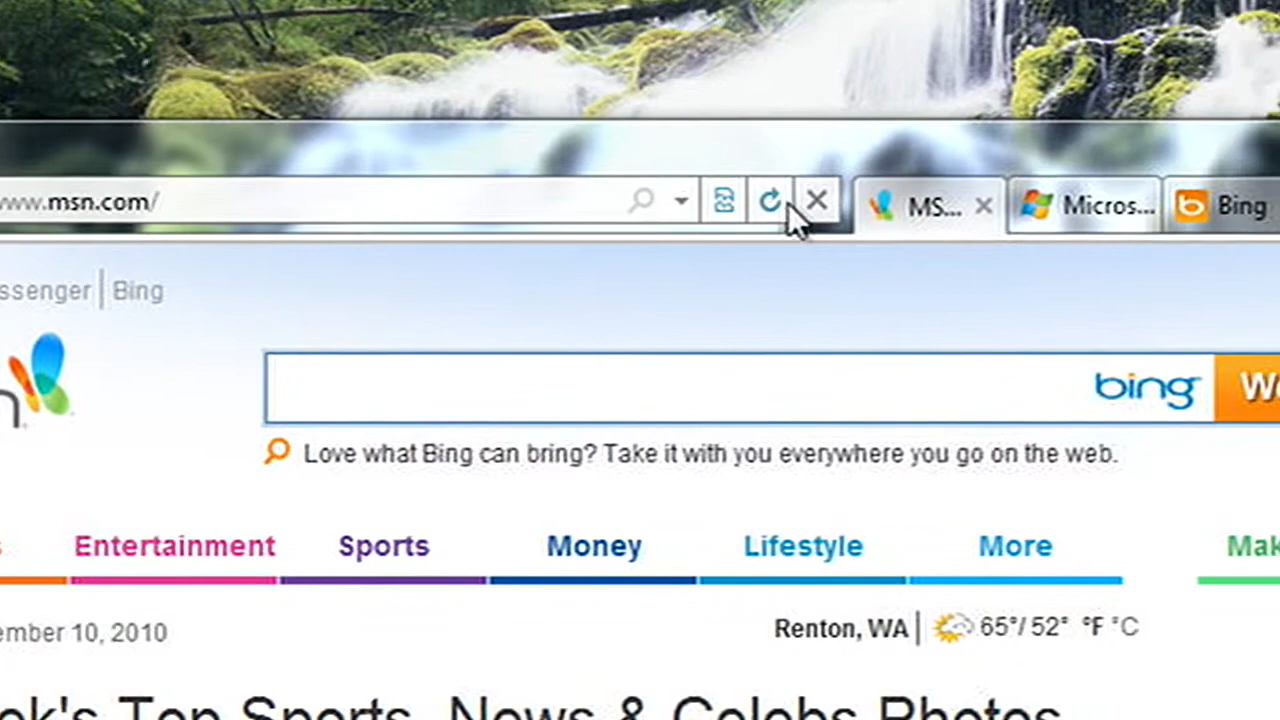 www.msn.com/
MS...
Micros...
Bing
ssenger
Bing
bing
Love what Bing can bring? Take it with you everywhere you go on the web.
Entertainment
Sports
Money
Lifestyle
More
ember 10, 2010
Renton, WA
65°/ 52° °F °C
ek's Top Sports, News & Celebs Photos